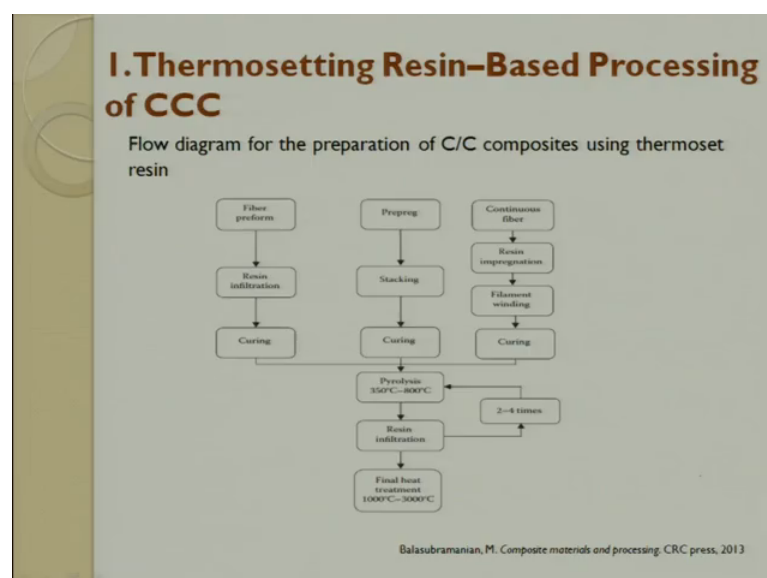 1. Thermosetting Resin–Based Processing
of CCC
Flow diagram for the preparation of C/C composites using thermoset
resin
Fiber
preform
Resin
infiltration
Curing
Prepreg
Stacking
Curing
Continuous
fiber
Resin
impregnation
Filament
winding
Curing
Pyrolysis
350°C–800°C
2–4 times
Resin
infiltration
Final heat
treatment
1000°C–3000°C
Balasubramanian, M. Composite materials and processing. CRC press, 2013